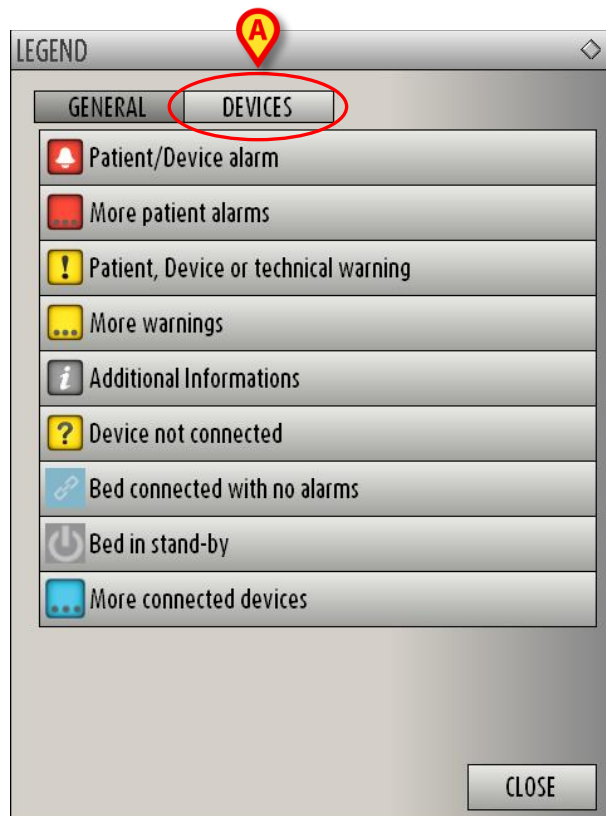 A
LEGEND
GENERAL DEVICES
Patient/Device alarm
More patient alarms
! Patient, Device or technical warning
More warnings
i Additional Informations
? Device not connected
Bed connected with no alarms
Bed in stand-by
More connected devices
CLOSE